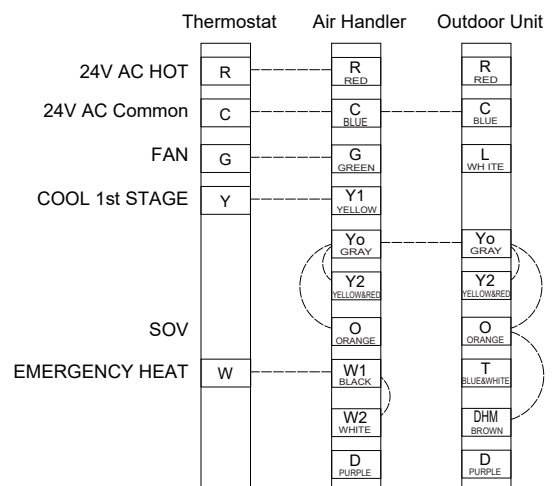 Thermostat Air Handler Outdoor Unit
24V AC HOT R R R
RED RED
24V AC Common C C C
BLUE BLUE
FAN G G L
GREEN WH ITE
COOL 1st STAGE Y Y1
YELLOW
Yo Yo
GRAY GRAY
Y2 Y2
YELLOW&RED YELLOW&RED
SOV O O
ORANGE ORANGE
EMERGENCY HEAT W W1 T
BLACK BLUE&WHITE
W2 DHM
WHITE BROWN
D D
PURPLE PURPLE